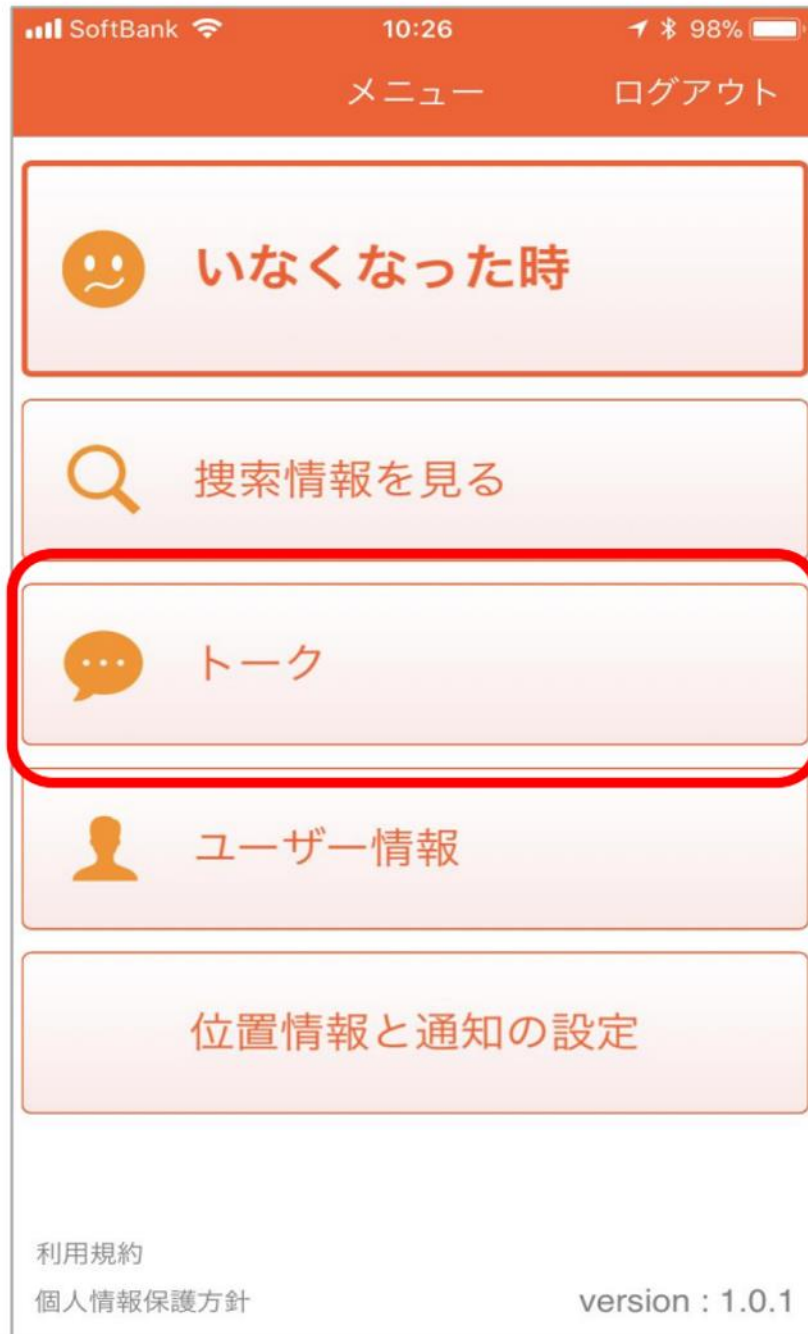 SoftBank 10:26 98%
メニュー ログアウト
いなくなった時
捜索情報を見る
トーク
ユーザー情報
位置情報と通知の設定
利用規約
個人情報保護方針 version : 1.0.1